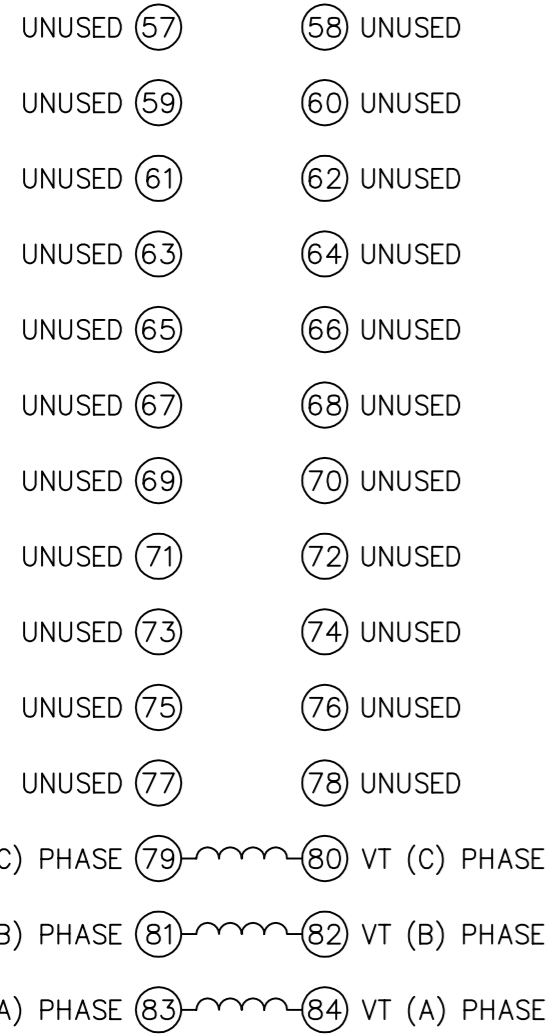 UNUSED 57 58 UNUSED
UNUSED 59 60 UNUSED
UNUSED 61 62 UNUSED
UNUSED 63 64 UNUSED
UNUSED 65 66 UNUSED
UNUSED 67 68 UNUSED
UNUSED 69 70 UNUSED
UNUSED 71 72 UNUSED
UNUSED 73 74 UNUSED
UNUSED 75 76 UNUSED
UNUSED 77 78 UNUSED
C) PHASE 79 80 VT (C) PHASE
B) PHASE 81 82 VT (B) PHASE
A) PHASE 83 84 VT (A) PHASE